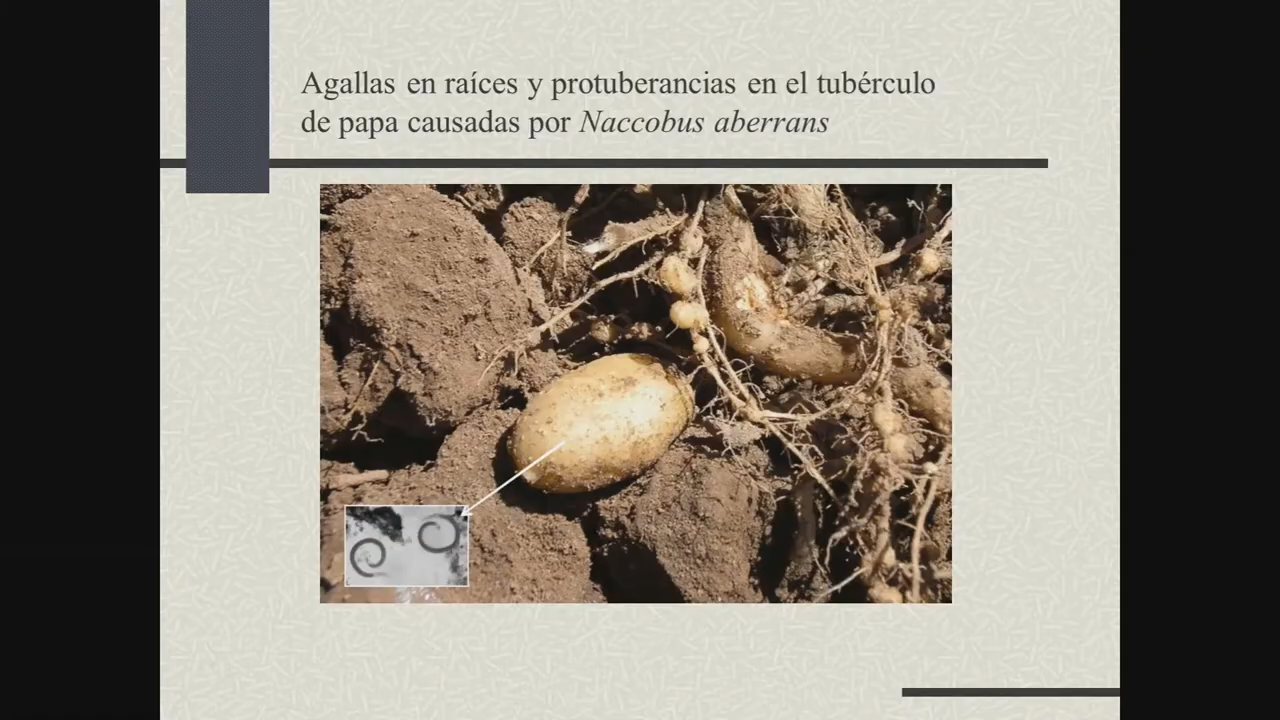 Agallas en raíces y protuberancias en el tubérculo
de papa causadas por Naccobus aberrans